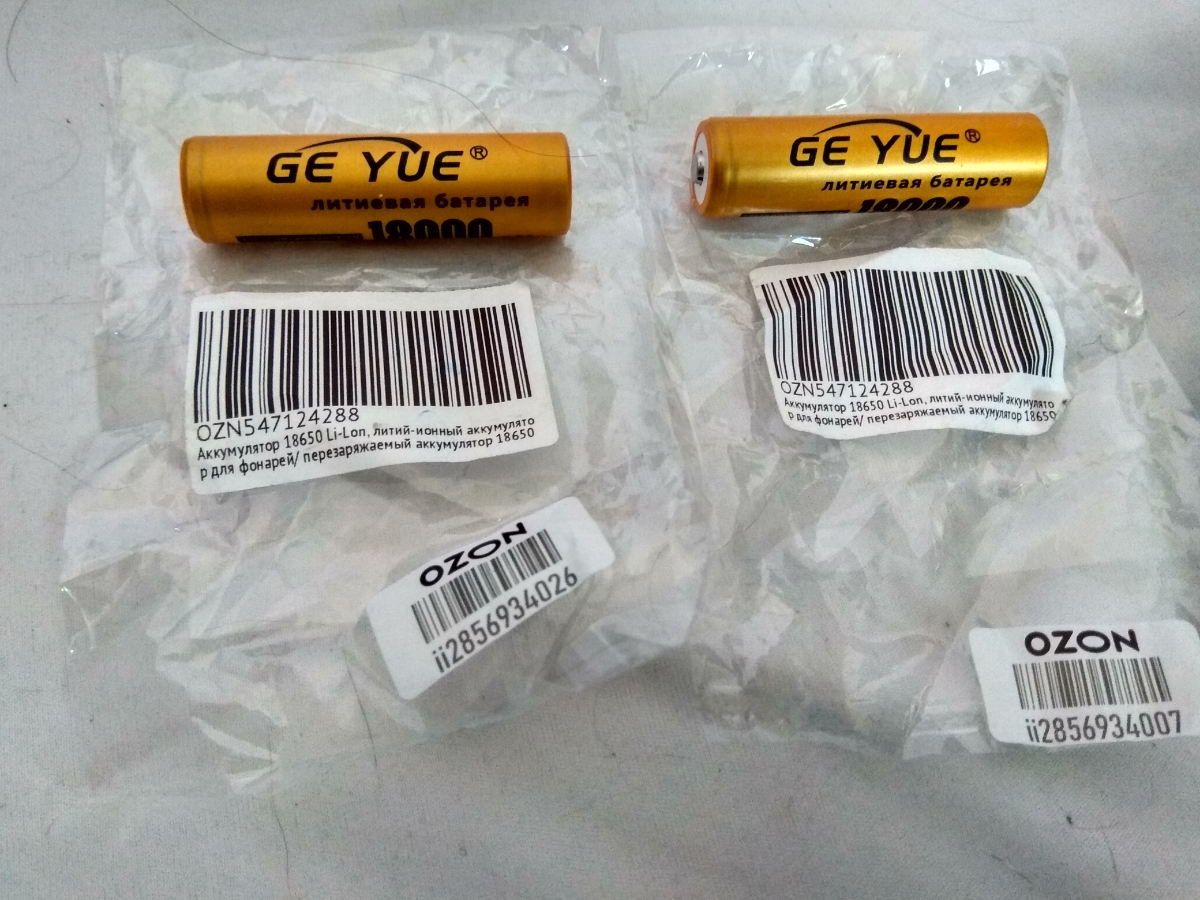 GE YUE®
литиевая батарея
18000
OZN547124288
Аккумулятор 18650 Li-Lon, литий-ионный аккумулято
р для фонарей/ перезаряжаемый аккумулятор 18650
OZON
ii2856934026
GE YUE®
литиевая батарея
18000
OZN547124288
Аккумулятор 18650 Li-Lon, литий-ионный аккумулято
р для фонарей/ перезаряжаемый аккумулятор 18650
OZON
ii2856934007